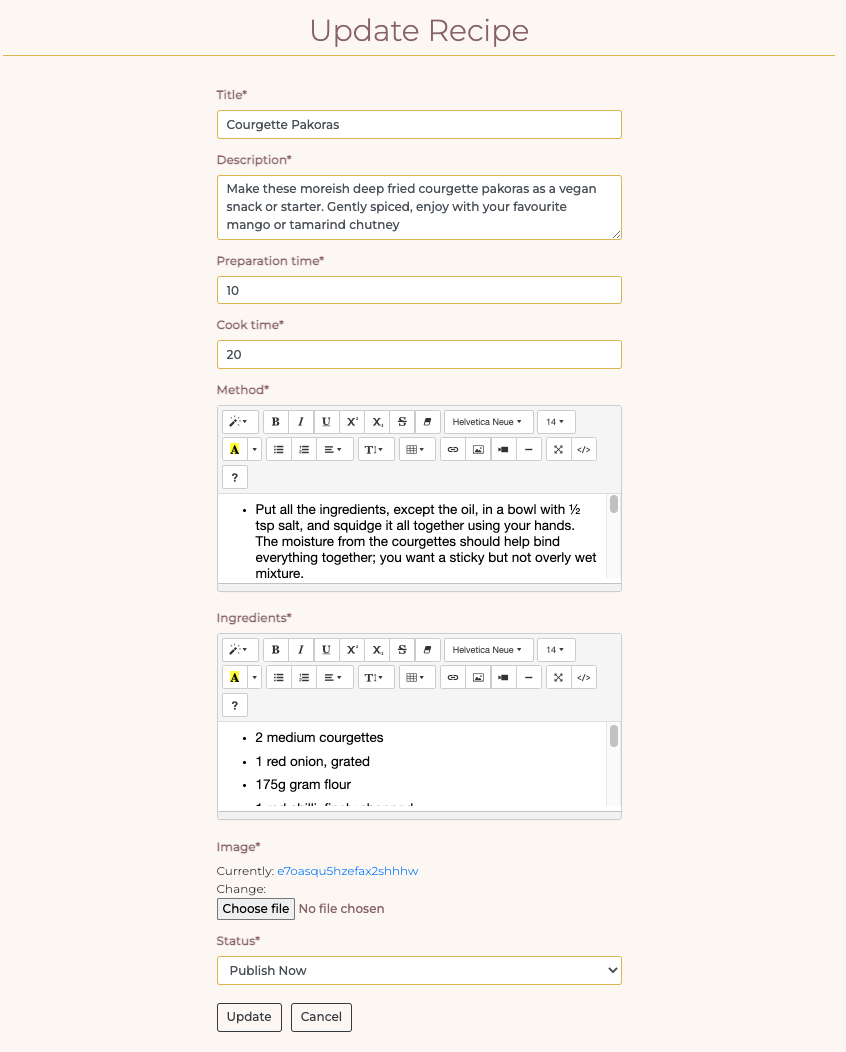 Update Recipe
Title*
Courgette Pakoras
Description*
Make these moreish deep fried courgette pakoras as a vegan
snack or starter. Gently spiced, enjoy with your favourite
mango or tamarind chutney
Preparation time*
10
Cook time*
20
Method*
B I U X² X₂ S Helvetica Neue 14
A T </>
?
• Put all the ingredients, except the oil, in a bowl with ½
tsp salt, and squidge it all together using your hands.
The moisture from the courgettes should help bind
everything together; you want a sticky but not overly wet
mixture.
Ingredients*
B I U X² X₂ S Helvetica Neue 14
A T </>
?
• 2 medium courgettes
• 1 red onion, grated
• 175g gram flour
Image*
Currently: e7oasqu5hzefax2shhhw
Change:
Choose file No file chosen
Status*
Publish Now
Update Cancel